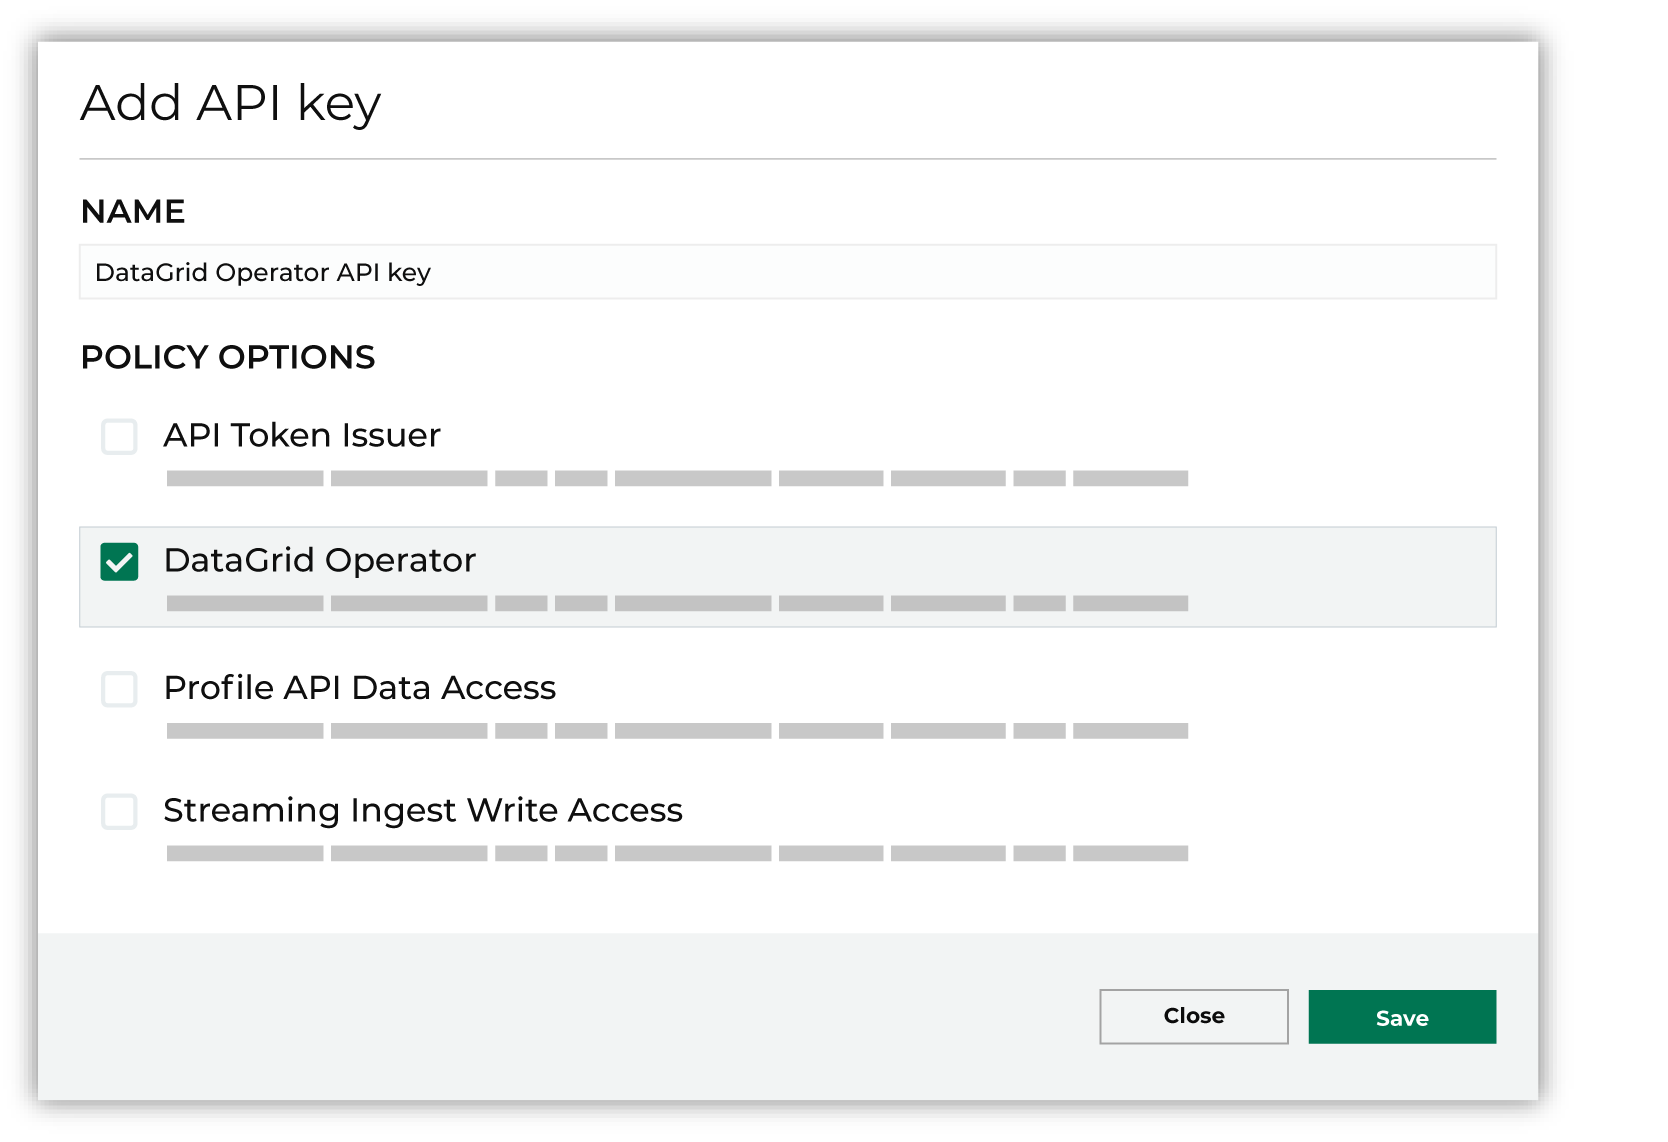 Add API key
NAME
DataGrid Operator API key
POLICY OPTIONS
API Token Issuer
DataGrid Operator
Profile API Data Access
Streaming Ingest Write Access
Close
Save